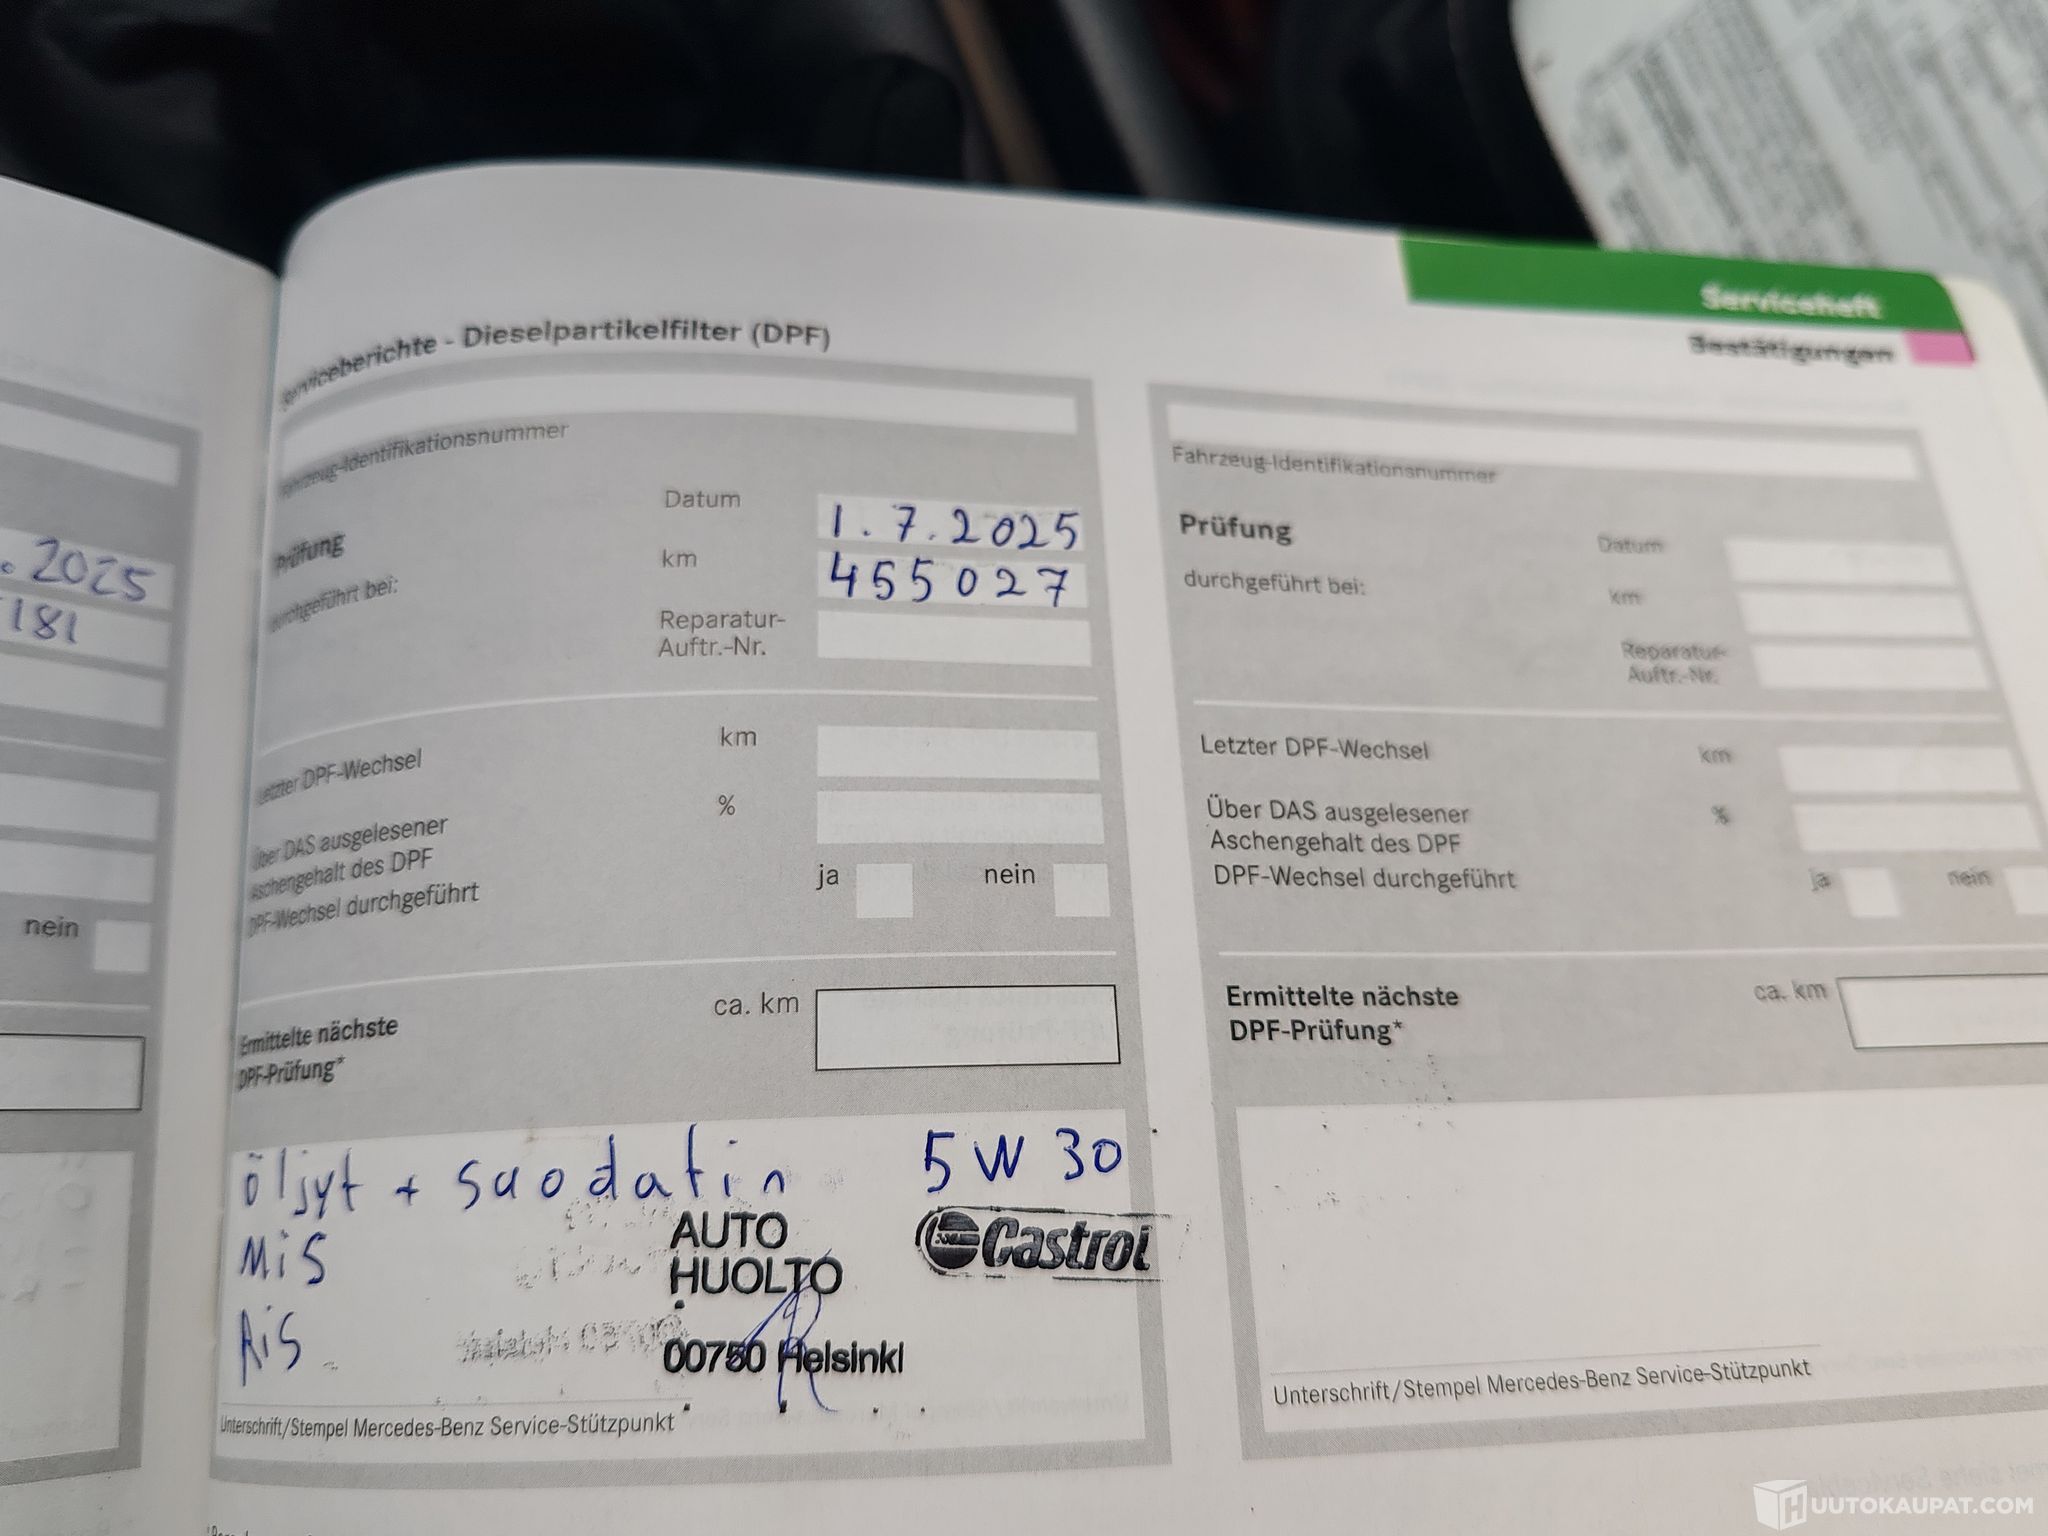 Serviceheft
Bestätigungen
. 2025
181
nein
Serviceberichte - Dieselpartikelfilter (DPF)
Fahrzeug-Identifikationsnummer
Prüfung
durchgeführt bei:
Datum 1.7.2025
km 455027
Reparatur-
Auftr.-Nr.
Letzter DPF-Wechsel km
Über DAS ausgelesener %
Aschengehalt des DPF
DPF-Wechsel durchgeführt ja nein
Ermittelte nächste ca. km
DPF-Prüfung*
öljyt + suodatin 5W30
MiS
AiS
AUTO
HUOLTO
Castrol
00750 Helsinki
Unterschrift/Stempel Mercedes-Benz Service-Stützpunkt
Fahrzeug-Identifikationsnummer
Prüfung
durchgeführt bei:
Datum
km
Reparatur-
Auftr.-Nr.
Letzter DPF-Wechsel km
Über DAS ausgelesener %
Aschengehalt des DPF
DPF-Wechsel durchgeführt ja nein
Ermittelte nächste ca. km
DPF-Prüfung*
Unterschrift/Stempel Mercedes-Benz Service-Stützpunkt
HUUTOKAUPAT.COM